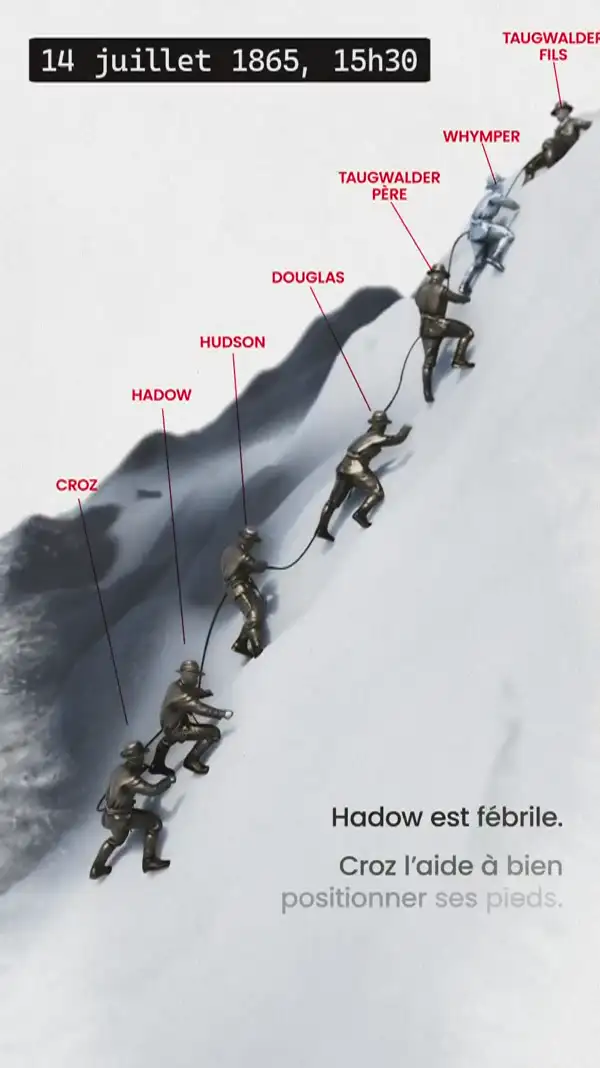 14 juillet 1865, 15h30
TAUGWALDER
FILS
WHYMPER
TAUGWALDER
PÈRE
DOUGLAS
HUDSON
HADOW
CROZ
Hadow est fébrile.
Croz l'aide à bien
positionner ses pieds.